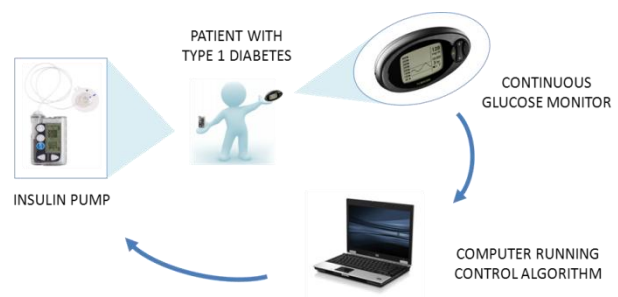 PATIENT WITH
TYPE 1 DIABETES
CONTINUOUS
GLUCOSE MONITOR
INSULIN PUMP
COMPUTER RUNNING
CONTROL ALGORITHM